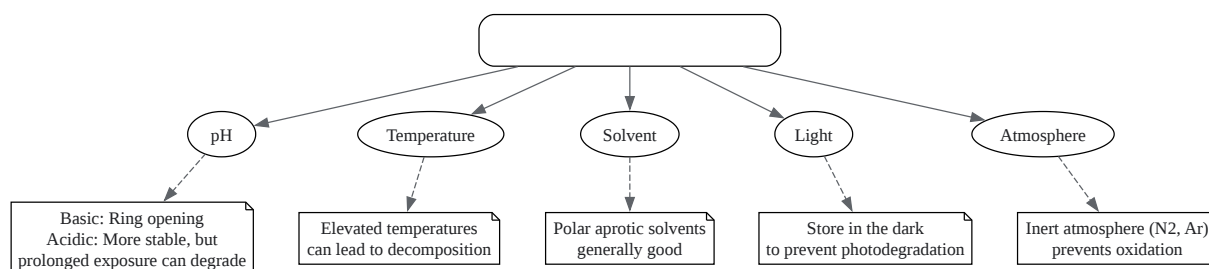 pH
Temperature
Solvent
Light
Atmosphere
Basic: Ring opening
Acidic: More stable, but
prolonged exposure can degrade
Elevated temperatures
can lead to decomposition
Polar aprotic solvents
generally good
Store in the dark
to prevent photodegradation
Inert atmosphere (N2, Ar)
prevents oxidation